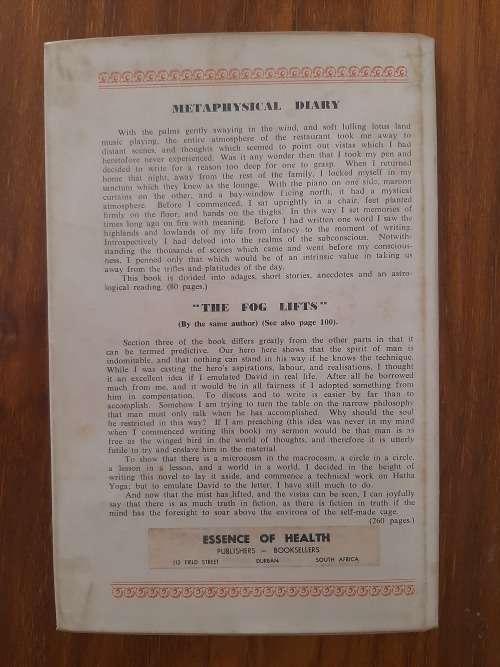 METAPHYSICAL DIARY
With the palms gently swaying in the wind, and soft lulling lotus land
music playing, the entire atmosphere of the restaurant took me away to
distant scenes, and thoughts which seemed to point out vistas which I had
heretofore never experienced. Was it any wonder then that I took my pen and
decided to write for a reason too deep for one to grasp. When I returned
home that night, away from the rest of the family, I locked myself in my
sanctum which they knew as the lounge. With the piano on one side, maroon
curtains on the other, and a bay-window facing north, it had a mystical
atmosphere. Before I commenced, I sat uprightly in a chair, feet planted
firmly on the floor, and hands on the thighs. In this way I set memories of
times long ago on fire with meaning. Before I had written one word I saw the
highlands and lowlands of my life from infancy to the moment of writing.
Introspectively I had delved into the realms of the subconscious. Notwith-
standing the thousands of scenes which came and went before my conscious-
ness, I penned only that which would be of an intrinsic value in taking us
away from the trifles and platitudes of the day.
This book is divided into adages, short stories, anecdotes and an astro-
logical reading. (80 pages.)
"THE FOG LIFTS"
(By the same author) (See also page 100).
Section three of the book differs greatly from the other parts in that it
can be termed predictive. Our hero here shows that the spirit of man is
indomitable, and that nothing can stand in his way if he knows the technique.
While I was casting the hero's aspirations, labour, and realisations, I thought
it an excellent idea if I emulated David in real life. After all he borrowed
much from me, and it would be in all fairness if I adopted something from
him in compensation. To discuss and to write is easier by far than to
accomplish. Somehow I am trying to turn the table on the narrow philosophy
that man must only talk when he has accomplished. Why should the soul
be restricted in this way? If I am preaching (this idea was never in my mind
when I commenced writing this book) my sermon would be that man is as
free as the winged bird in the world of thoughts, and therefore it is utterly
futile to try and enslave him in the material.
To show that there is a microcosm in the macrocosm, a circle in a circle,
a lesson in a lesson, and a world in a world, I decided in the height of
writing this novel to lay it aside, and commence a technical work on Hatha
Yoga; but to emulate David to the letter, I have still much to do.
And now that the mist has lifted, and the vistas can be seen, I can joyfully
say that there is as much truth in fiction, as there is fiction in truth if the
mind has the foresight to soar above the environs of the self-made cage.
(260 pages.)
ESSENCE OF HEALTH
PUBLISHERS – BOOKSELLERS
112 FIELD STREET DURBAN SOUTH AFRICA